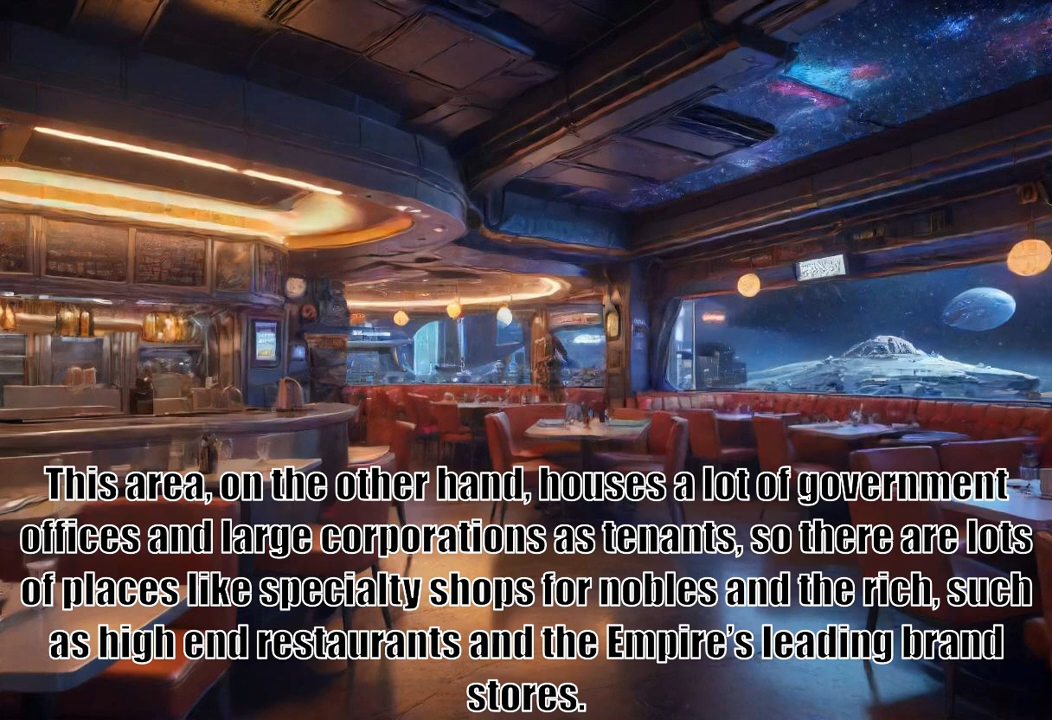 This area, on the other hand, houses a lot of government
offices and large corporations as tenants, so there are lots
of places like specialty shops for nobles and the rich, such
as high end restaurants and the Empire’s leading brand
stores.